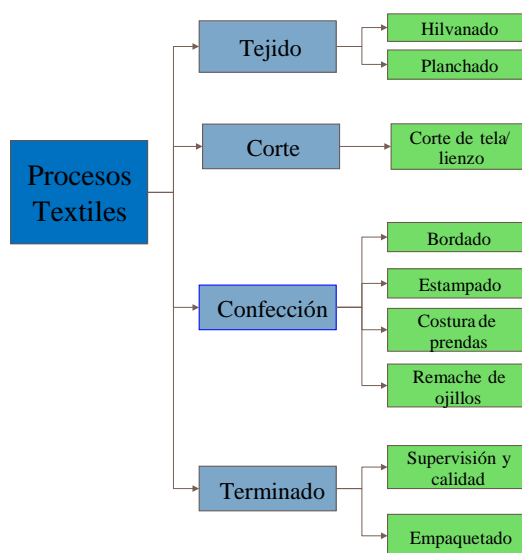 Procesos
Textiles
Tejido
Hilvanado
Planchado
Corte
Corte de tela/
lienzo
Confección
Bordado
Estampado
Costura de
prendas
Remache de
ojillos
Terminado
Supervisión y
calidad
Empaquetado